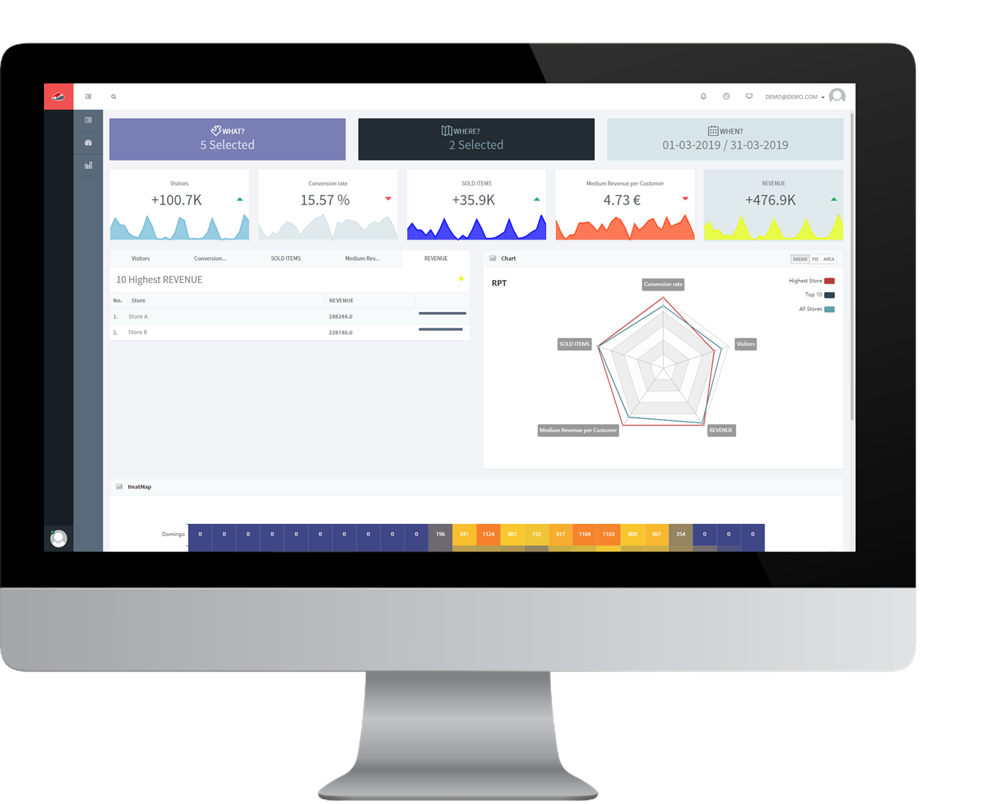 DEMO@DEMO.COM
WHAT?
5 Selected
WHERE?
2 Selected
WHEN?
01-03-2019 / 31-03-2019
Visitors
+100.7K
Conversion rate
15.57 %
SOLD ITEMS
+35.9K
Medium Revenue per Customer
4.73 €
REVENUE
+476.9K
Visitors Conversion... SOLD ITEMS Medium Rev... REVENUE
10 Highest REVENUE
No. Store REVENUE
1. Store A 248244.0
2. Store B 228740.0
Chart
RADAR PIE AREA
RPT
Highest Store
Top 10
All Stores
Conversion rate
SOLD ITEMS
Visitors
Medium Revenue per Customer
REVENUE
HeatMap
Domingo 0 0 0 0 0 0 0 0 0 0 196 841 1124 801 732 917 1104 1103 808 867 354 0 0 0